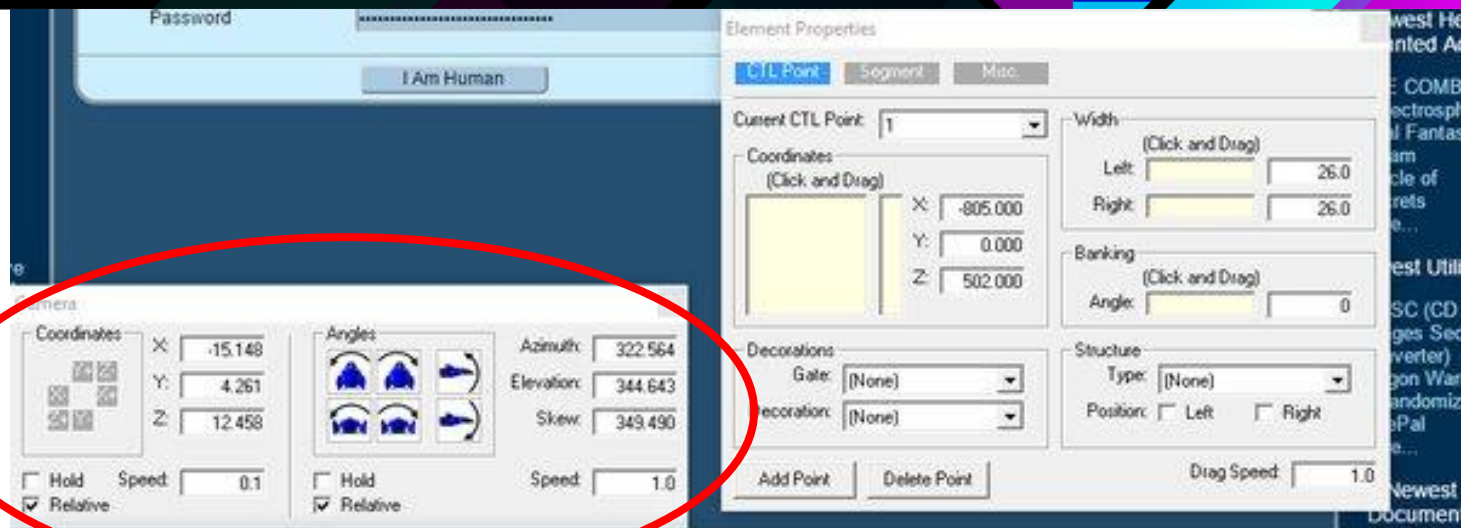 Password
I Am Human
Element Properties
CTL Point Segment Misc.
Current CTL Point: 1
Coordinates
(Click and Drag)
X: -805.000
Y: 0.000
Z: 502.000
Width
(Click and Drag)
Left: 26.0
Right: 26.0
Banking
(Click and Drag)
Angle: 0
Decorations
Gate: (None)
Decoration: (None)
Structure
Type: (None)
Position: Left Right
Add Point Delete Point
Drag Speed: 1.0
Coordinates
X: -15.148
Y: 4.261
Z: 12.458
Hold Speed: 0.1
Relative
Angles
Azimuth: 322.564
Elevation: 344.643
Skew: 349.490
Hold Speed: 1.0
Relative
COMB
(CD
Newest
Documen